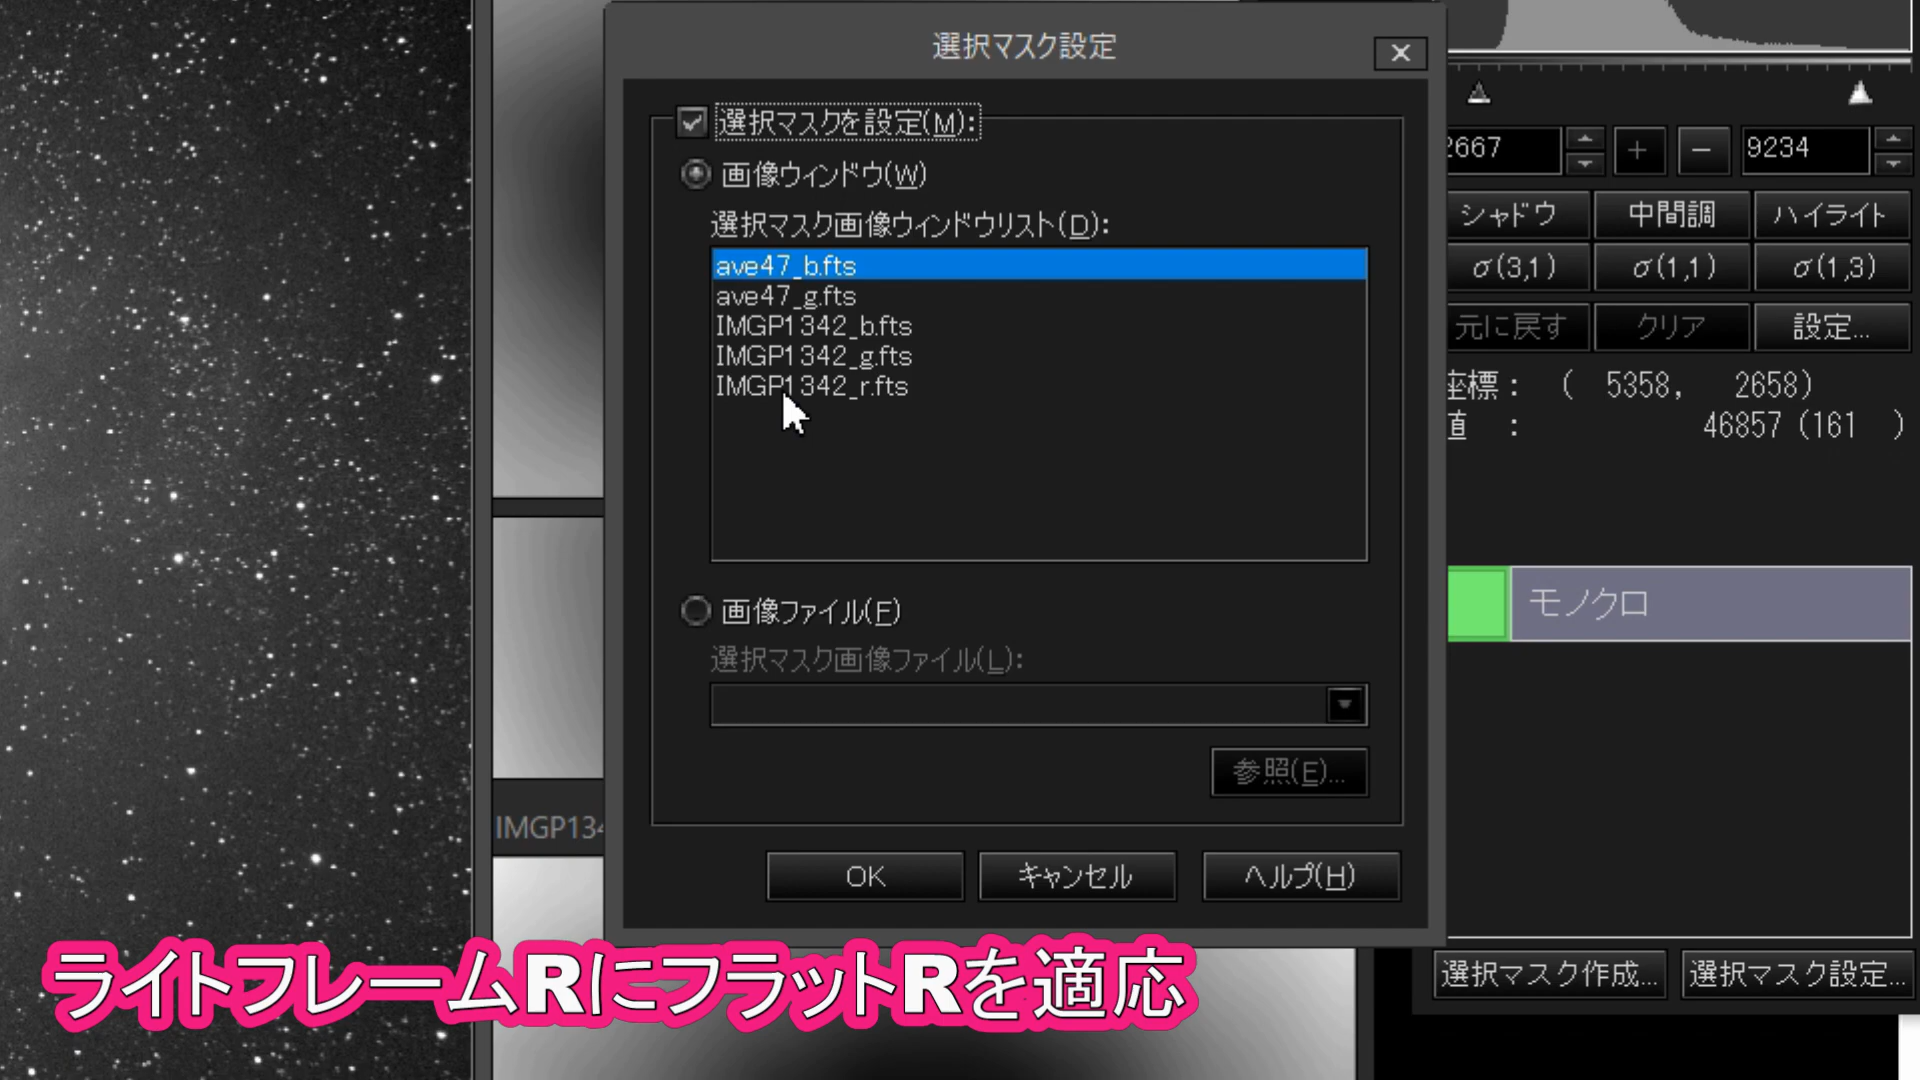 選択マスク設定
選択マスクを設定(M):
画像ウィンドウ(W)
選択マスク画像ウィンドウリスト(D):
ave47_b.fts
ave47_g.fts
IMGP1342_b.fts
IMGP1342_g.fts
IMGP1342_r.fts
画像ファイル(F)
選択マスク画像ファイル(L):
参照(E)...
OK
キャンセル
ヘルプ(H)
2667
+
−
9234
シャドウ
中間調
ハイライト
σ(3,1)
σ(1,1)
σ(1,3)
元に戻す
クリア
設定...
座標： ( 5358, 2658)
値 ： 46857 (161 )
モノクロ
選択マスク作成...
選択マスク設定...
IMGP134
ライトフレームRにフラットRを適応